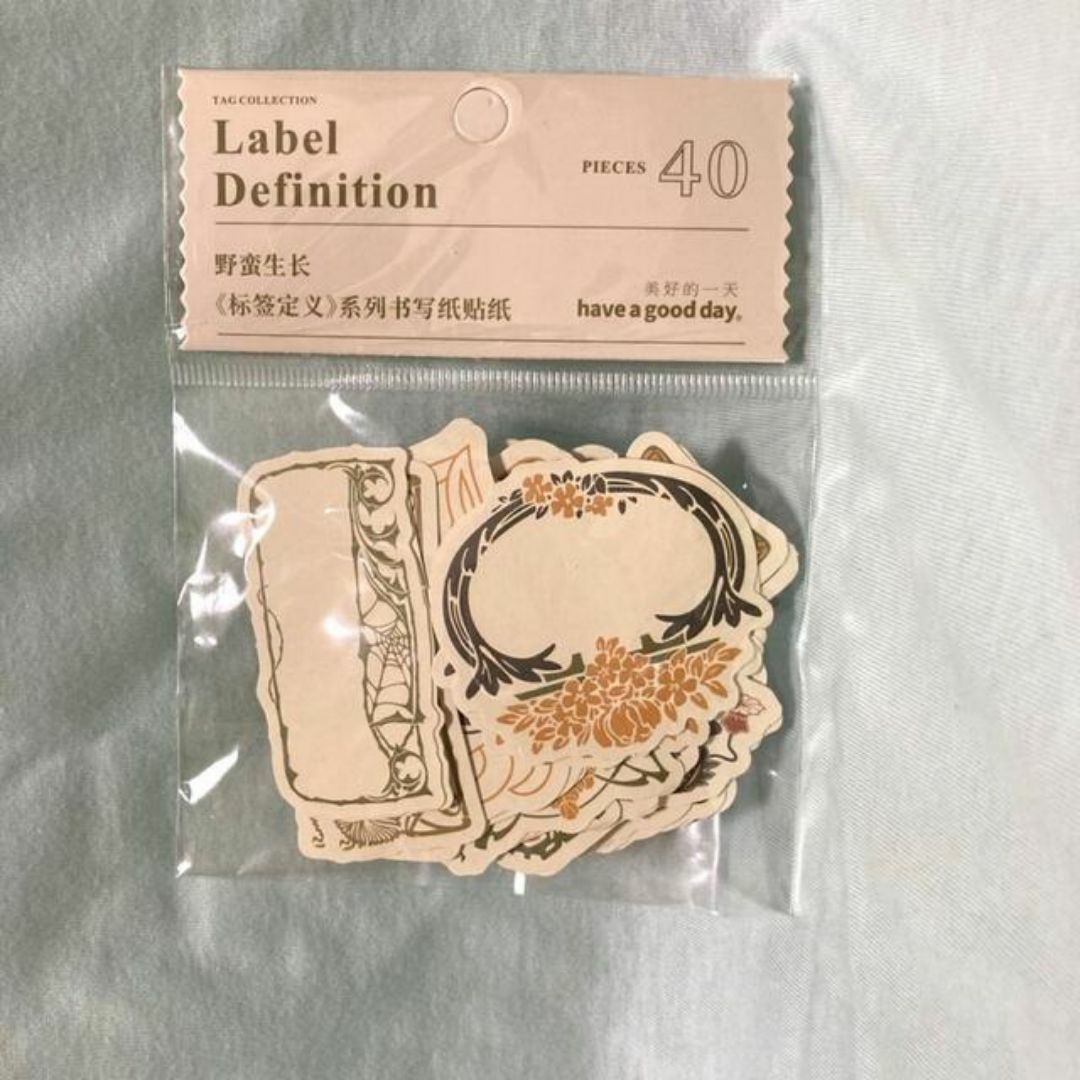 TAG COLLECTION
Label
Definition
PIECES 40
野蛮生长
《标签定义》系列书写纸贴纸
美好的一天
have a good day.